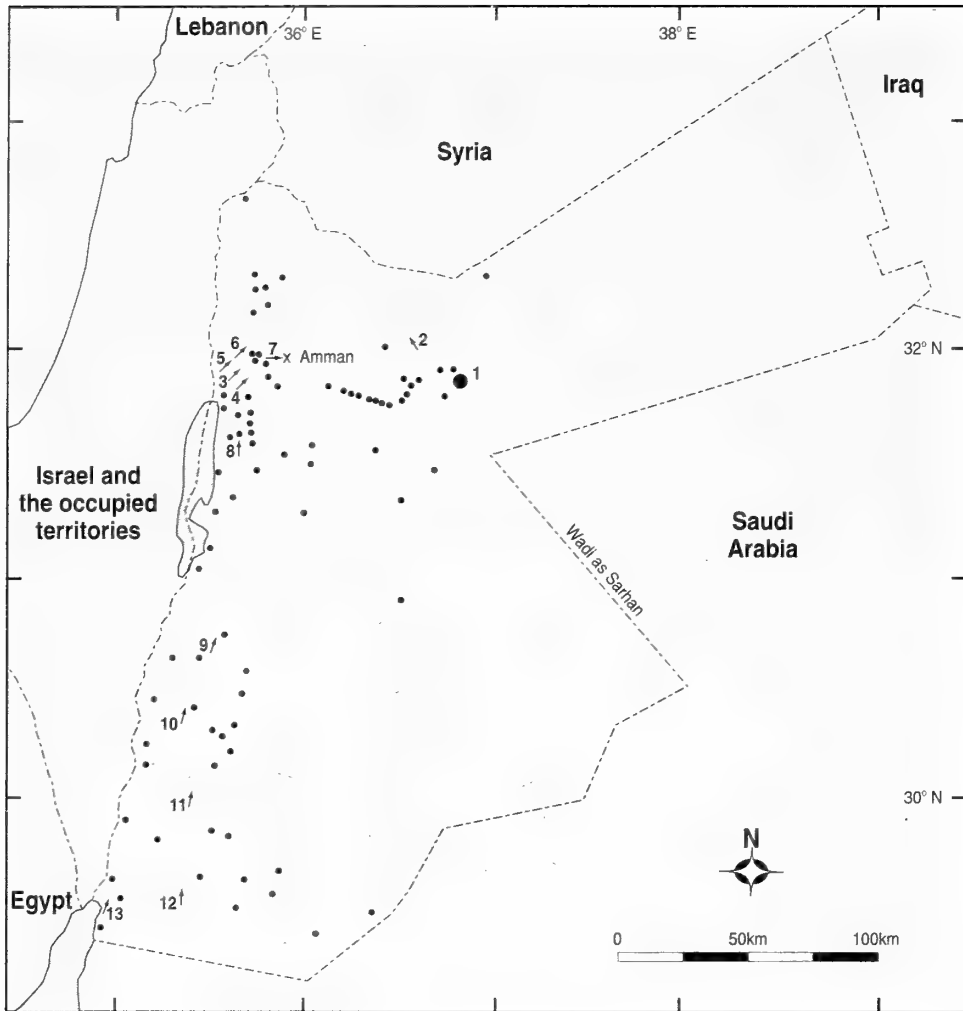 Lebanon
36° E
38° E
Iraq
Syria
32° N
2
6
7
5
x Amman
3
1
4
8
Israel and
the occupied
territories
Saudi
Arabia
Wadi as Sarhan
9
10
11
30° N
N
Egypt
12
13
0
50km
100km